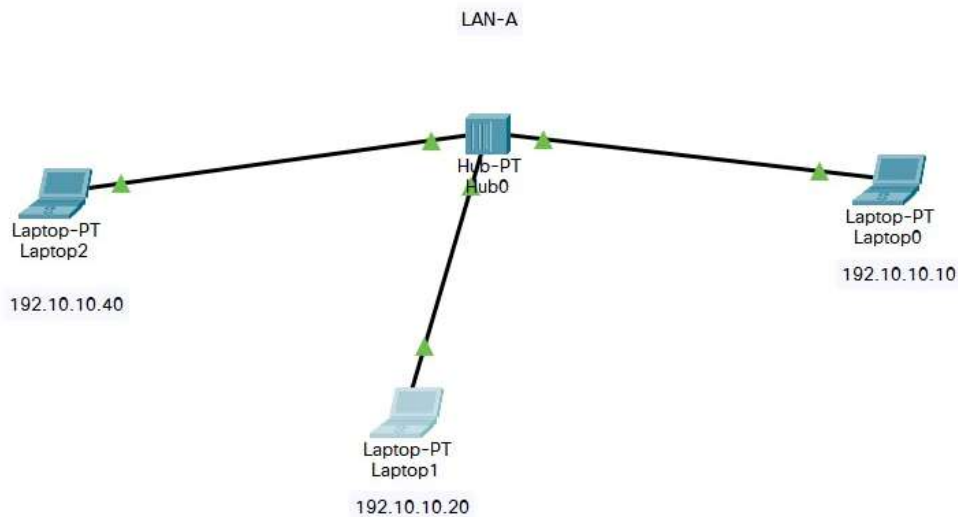 LAN-A
Hub-PT
Hub0
Laptop-PT
Laptop2
192.10.10.40
Laptop-PT
Laptop0
192.10.10.10
Laptop-PT
Laptop1
192.10.10.20